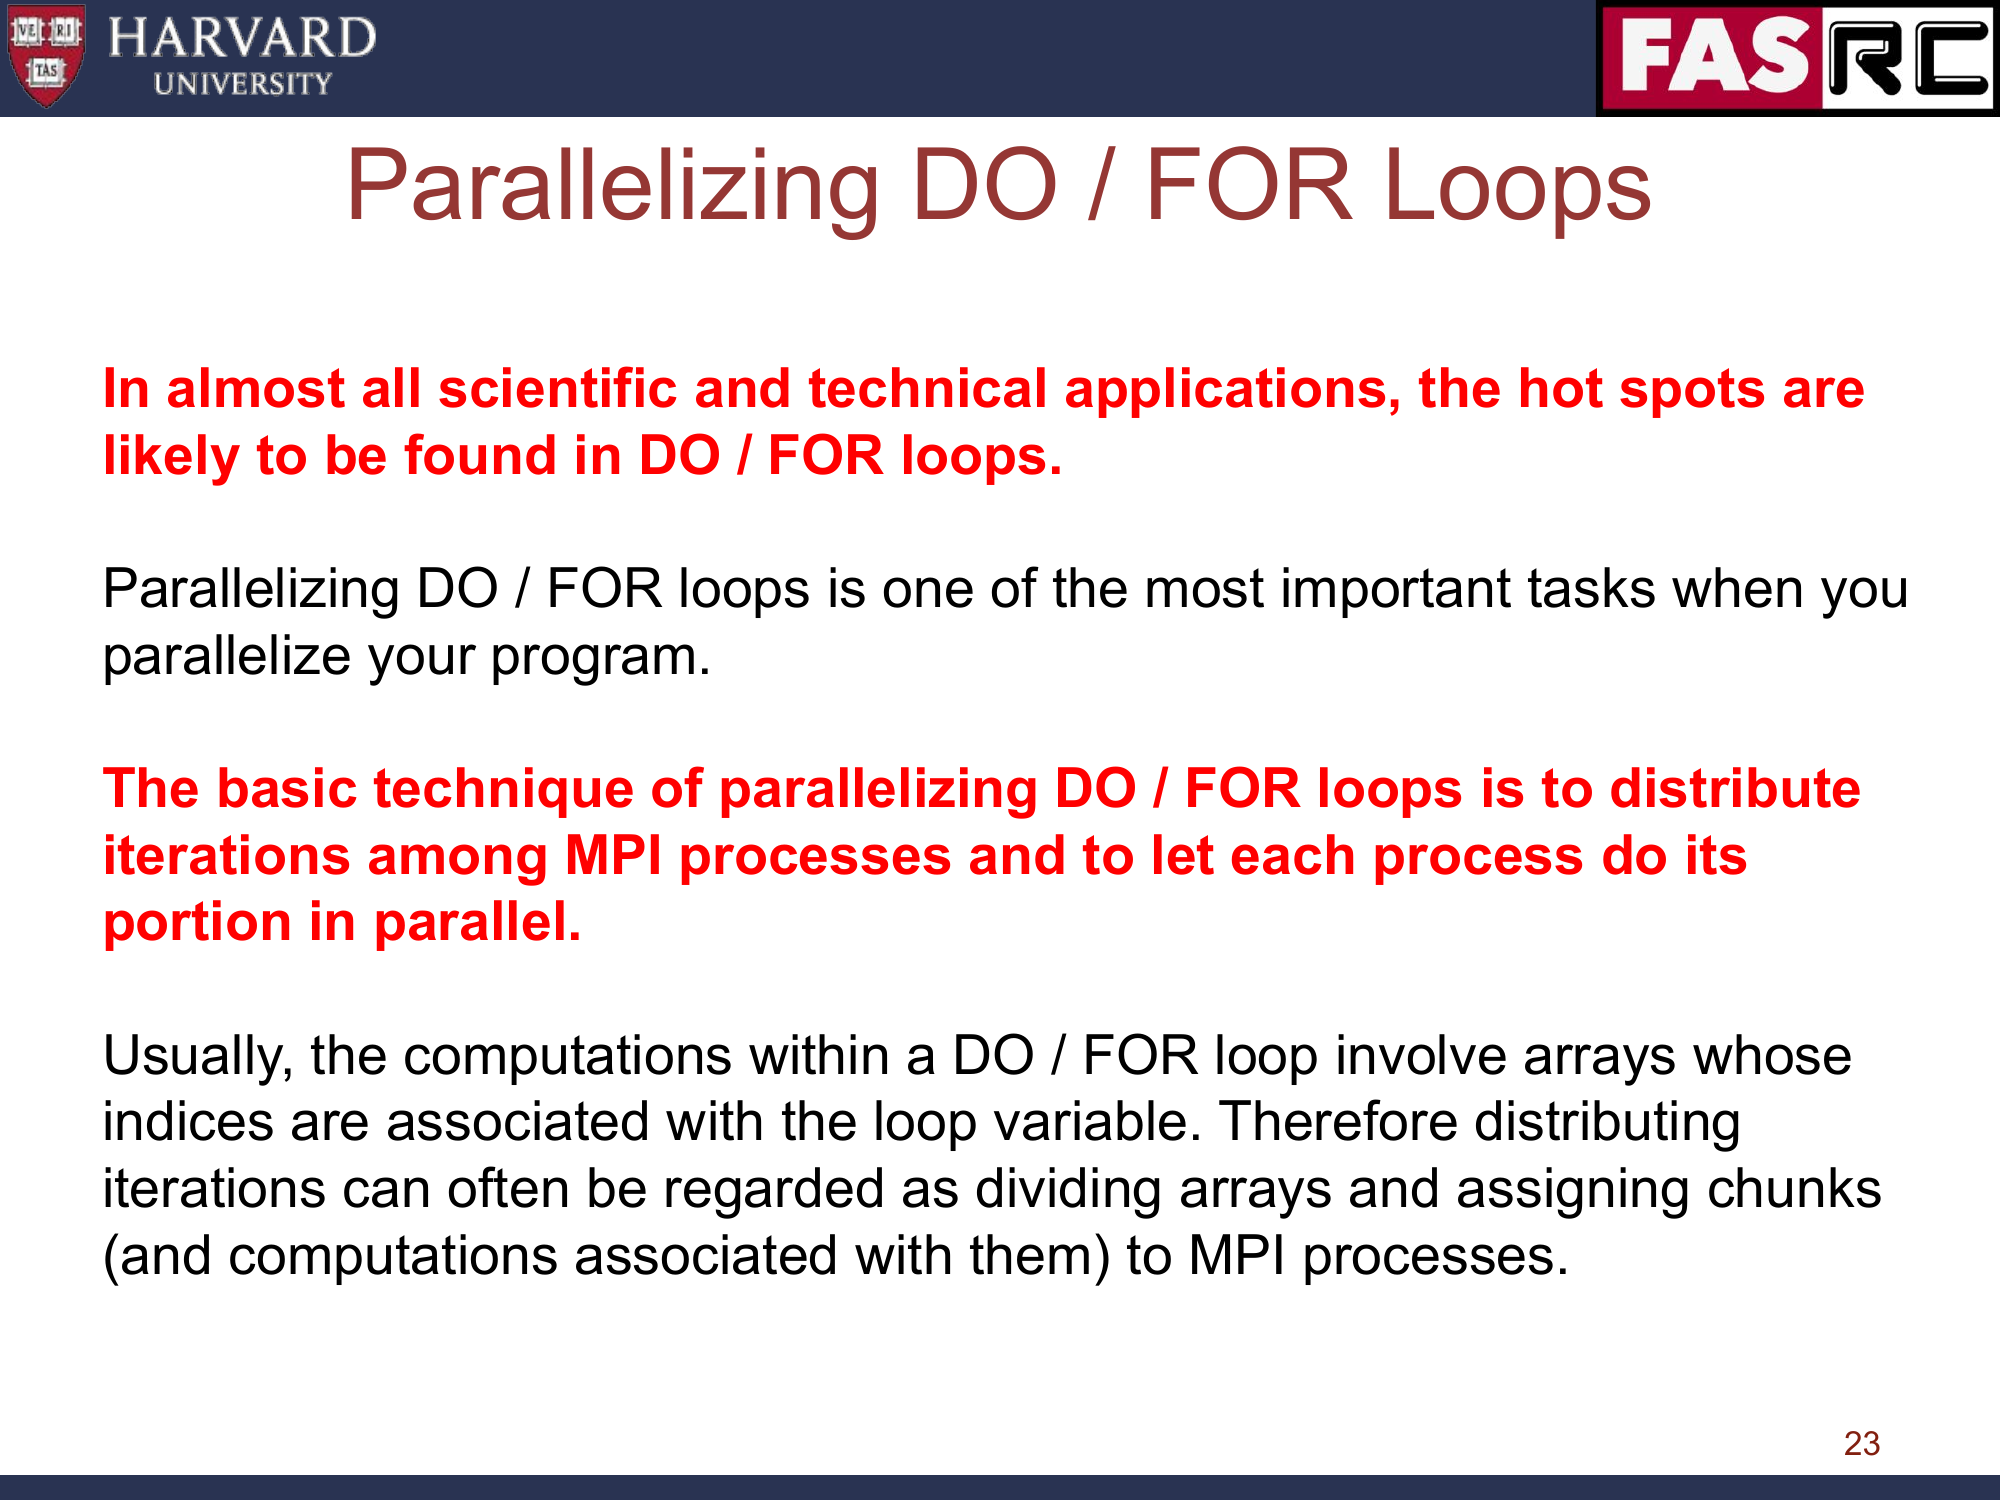 VE RI
TAS
HARVARD
UNIVERSITY
FAS RC
Parallelizing DO / FOR Loops
In almost all scientific and technical applications, the hot spots are
likely to be found in DO / FOR loops.
Parallelizing DO / FOR loops is one of the most important tasks when you
parallelize your program.
The basic technique of parallelizing DO / FOR loops is to distribute
iterations among MPI processes and to let each process do its
portion in parallel.
Usually, the computations within a DO / FOR loop involve arrays whose
indices are associated with the loop variable. Therefore distributing
iterations can often be regarded as dividing arrays and assigning chunks
(and computations associated with them) to MPI processes.
23